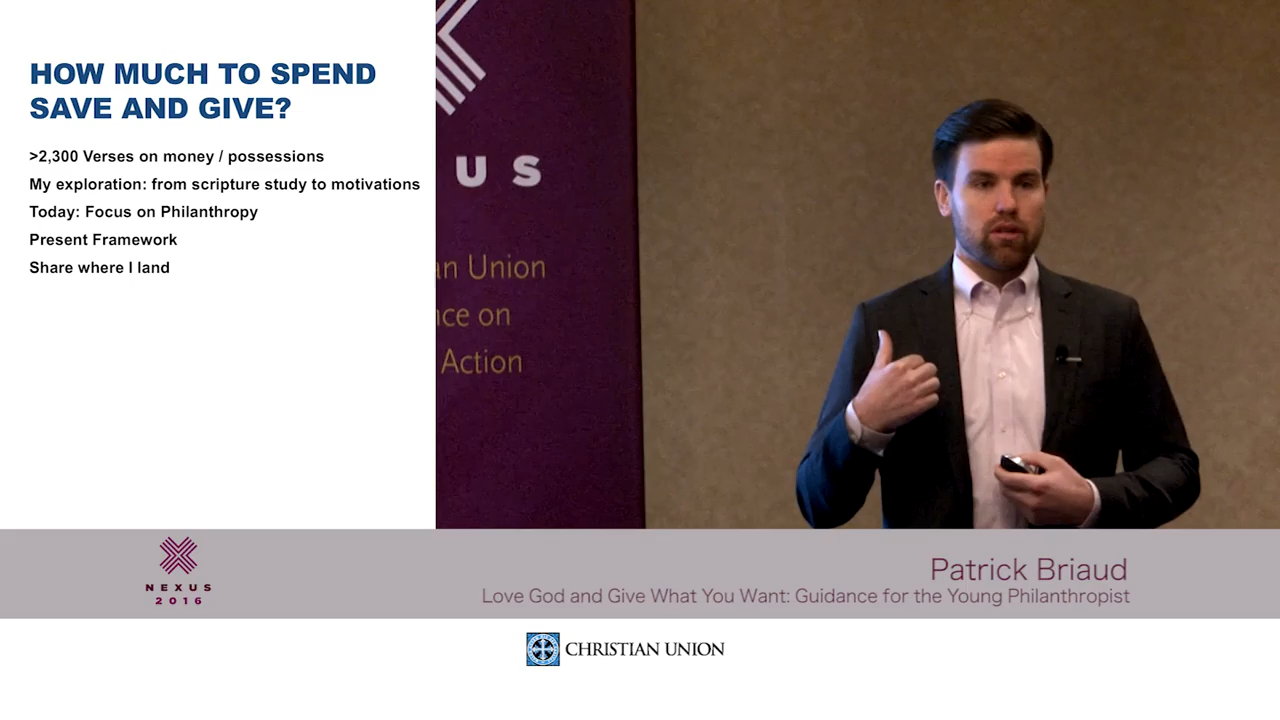 HOW MUCH TO SPEND
SAVE AND GIVE?
>2,300 Verses on money / possessions
My exploration: from scripture study to motivations
Today: Focus on Philanthropy
Present Framework
Share where I land
U S
an Union
nce on
Action
NEXUS
2016
Patrick Briaud
Love God and Give What You Want: Guidance for the Young Philanthropist
CHRISTIAN UNION